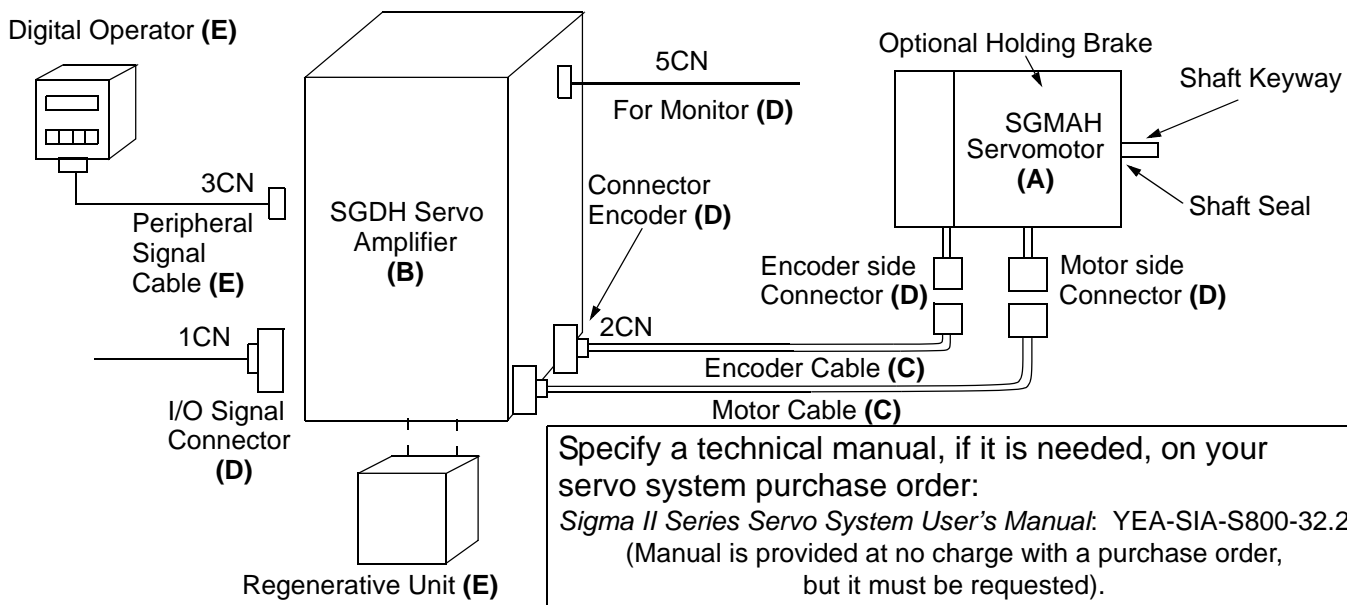 Digital Operator (E)
3CN
Peripheral
Signal
Cable (E)
1CN
I/O Signal
Connector
(D)
SGDH Servo
Amplifier
(B)
Regenerative Unit (E)
5CN
For Monitor (D)
Connector
Encoder (D)
2CN
Encoder Cable (C)
Motor Cable (C)
Optional Holding Brake
SGMAH
Servomotor
(A)
Shaft Keyway
Shaft Seal
Encoder side
Connector (D)
Motor side
Connector (D)
Specify a technical manual, if it is needed, on your
servo system purchase order:
Sigma II Series Servo System User's Manual: YEA-SIA-S800-32.2
(Manual is provided at no charge with a purchase order,
but it must be requested).